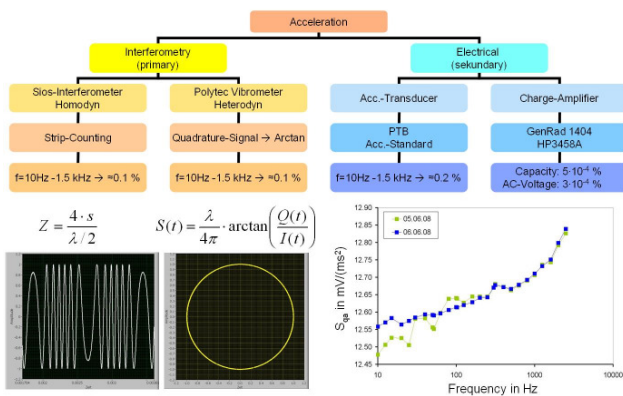 Acceleration
Interferometry
(primary)
Electrical
(sekundary)
Sios-Interferometer
Homodyn
Polytec Vibrometer
Heterodyn
Acc.-Transducer
Charge-Amplifier
Strip-Counting
Quadrature-Signal → Arctan
PTB
Acc.-Standard
GenRad 1404
HP3458A
f=10Hz -1.5 kHz → ≈0.1 %
f=10Hz -1.5 kHz → ≈0.1 %
f=10Hz -1.5 kHz → ≈0.2 %
Capacity: 5·10⁻⁴ %
AC-Voltage: 3·10⁻⁴ %
Z = 4 · s / λ/2
S(t) = λ/4π · arctan(Q(t)/I(t))
S_qa in mV/(ms²)
12.90
12.85
12.80
12.75
12.70
12.65
12.60
12.55
12.50
12.45
05.06.08
06.06.08
10
100
1000
10000
Frequency in Hz